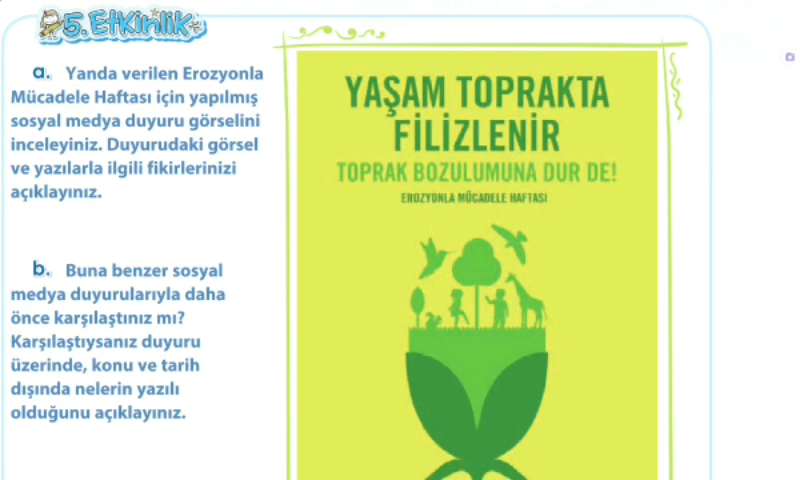 5. Etkinlik
a. Yanda verilen Erozyonla
Mücadele Haftası için yapılmış
sosyal medya duyuru görselini
inceleyiniz. Duyurudaki görsel
ve yazılarla ilgili fikirlerinizi
açıklayınız.
b. Buna benzer sosyal
medya duyurularıyla daha
önce karşılaştınız mı?
Karşılaştıysanız duyuru
üzerinde, konu ve tarih
dışında nelerin yazılı
olduğunu açıklayınız.
YAŞAM TOPRAKTA
FİLİZLENİR
TOPRAK BOZULUMUNA DUR DE!
EROZYONLA MÜCADELE HAFTASI